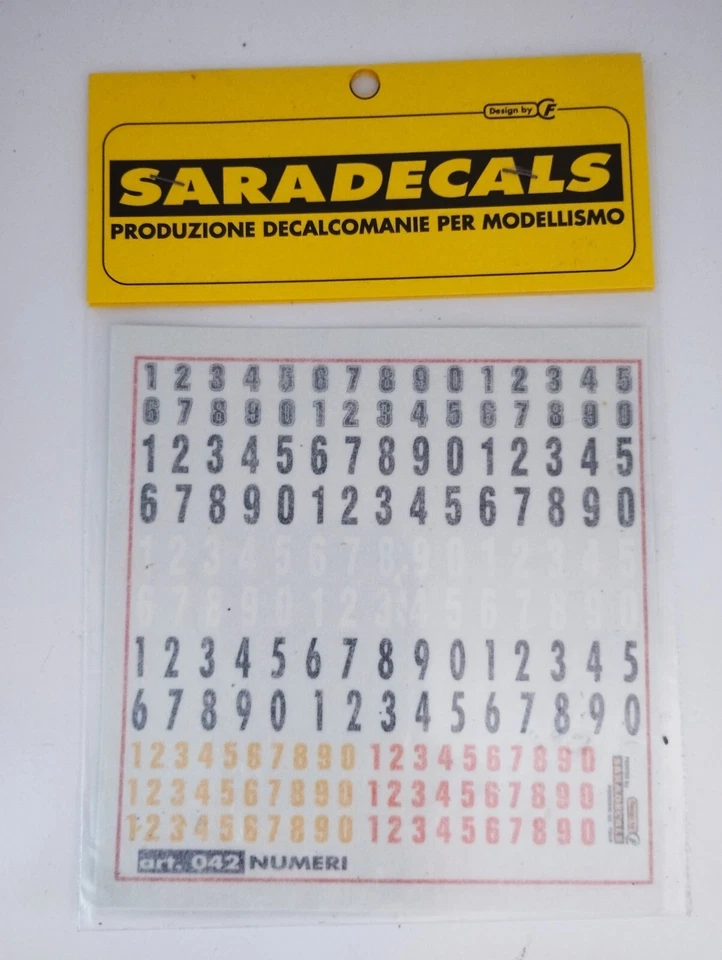 Design by CF
SARADECALS
PRODUZIONE DECALCOMANIE PER MODELLISMO
1 2 3 4 5 6 7 8 9 0 1 2 3 4 5
6 7 8 9 0 1 2 3 4 5 6 7 8 9 0
1 2 3 4 5 6 7 8 9 0 1 2 3 4 5
6 7 8 9 0 1 2 3 4 5 6 7 8 9 0
1 2 3 4 5 6 7 8 9 0 1 2 3 4 5
6 7 8 9 0 1 2 3 4 5 6 7 8 9 0
1 2 3 4 5 6 7 8 9 0 1 2 3 4 5
6 7 8 9 0 1 2 3 4 5 6 7 8 9 0
1 2 3 4 5 6 7 8 9 0 1 2 3 4 5 6 7 8 9 0
1 2 3 4 5 6 7 8 9 0 1 2 3 4 5 6 7 8 9 0
1 2 3 4 5 6 7 8 9 0 1 2 3 4 5 6 7 8 9 0
SARADECALS
art. 042 NUMERI